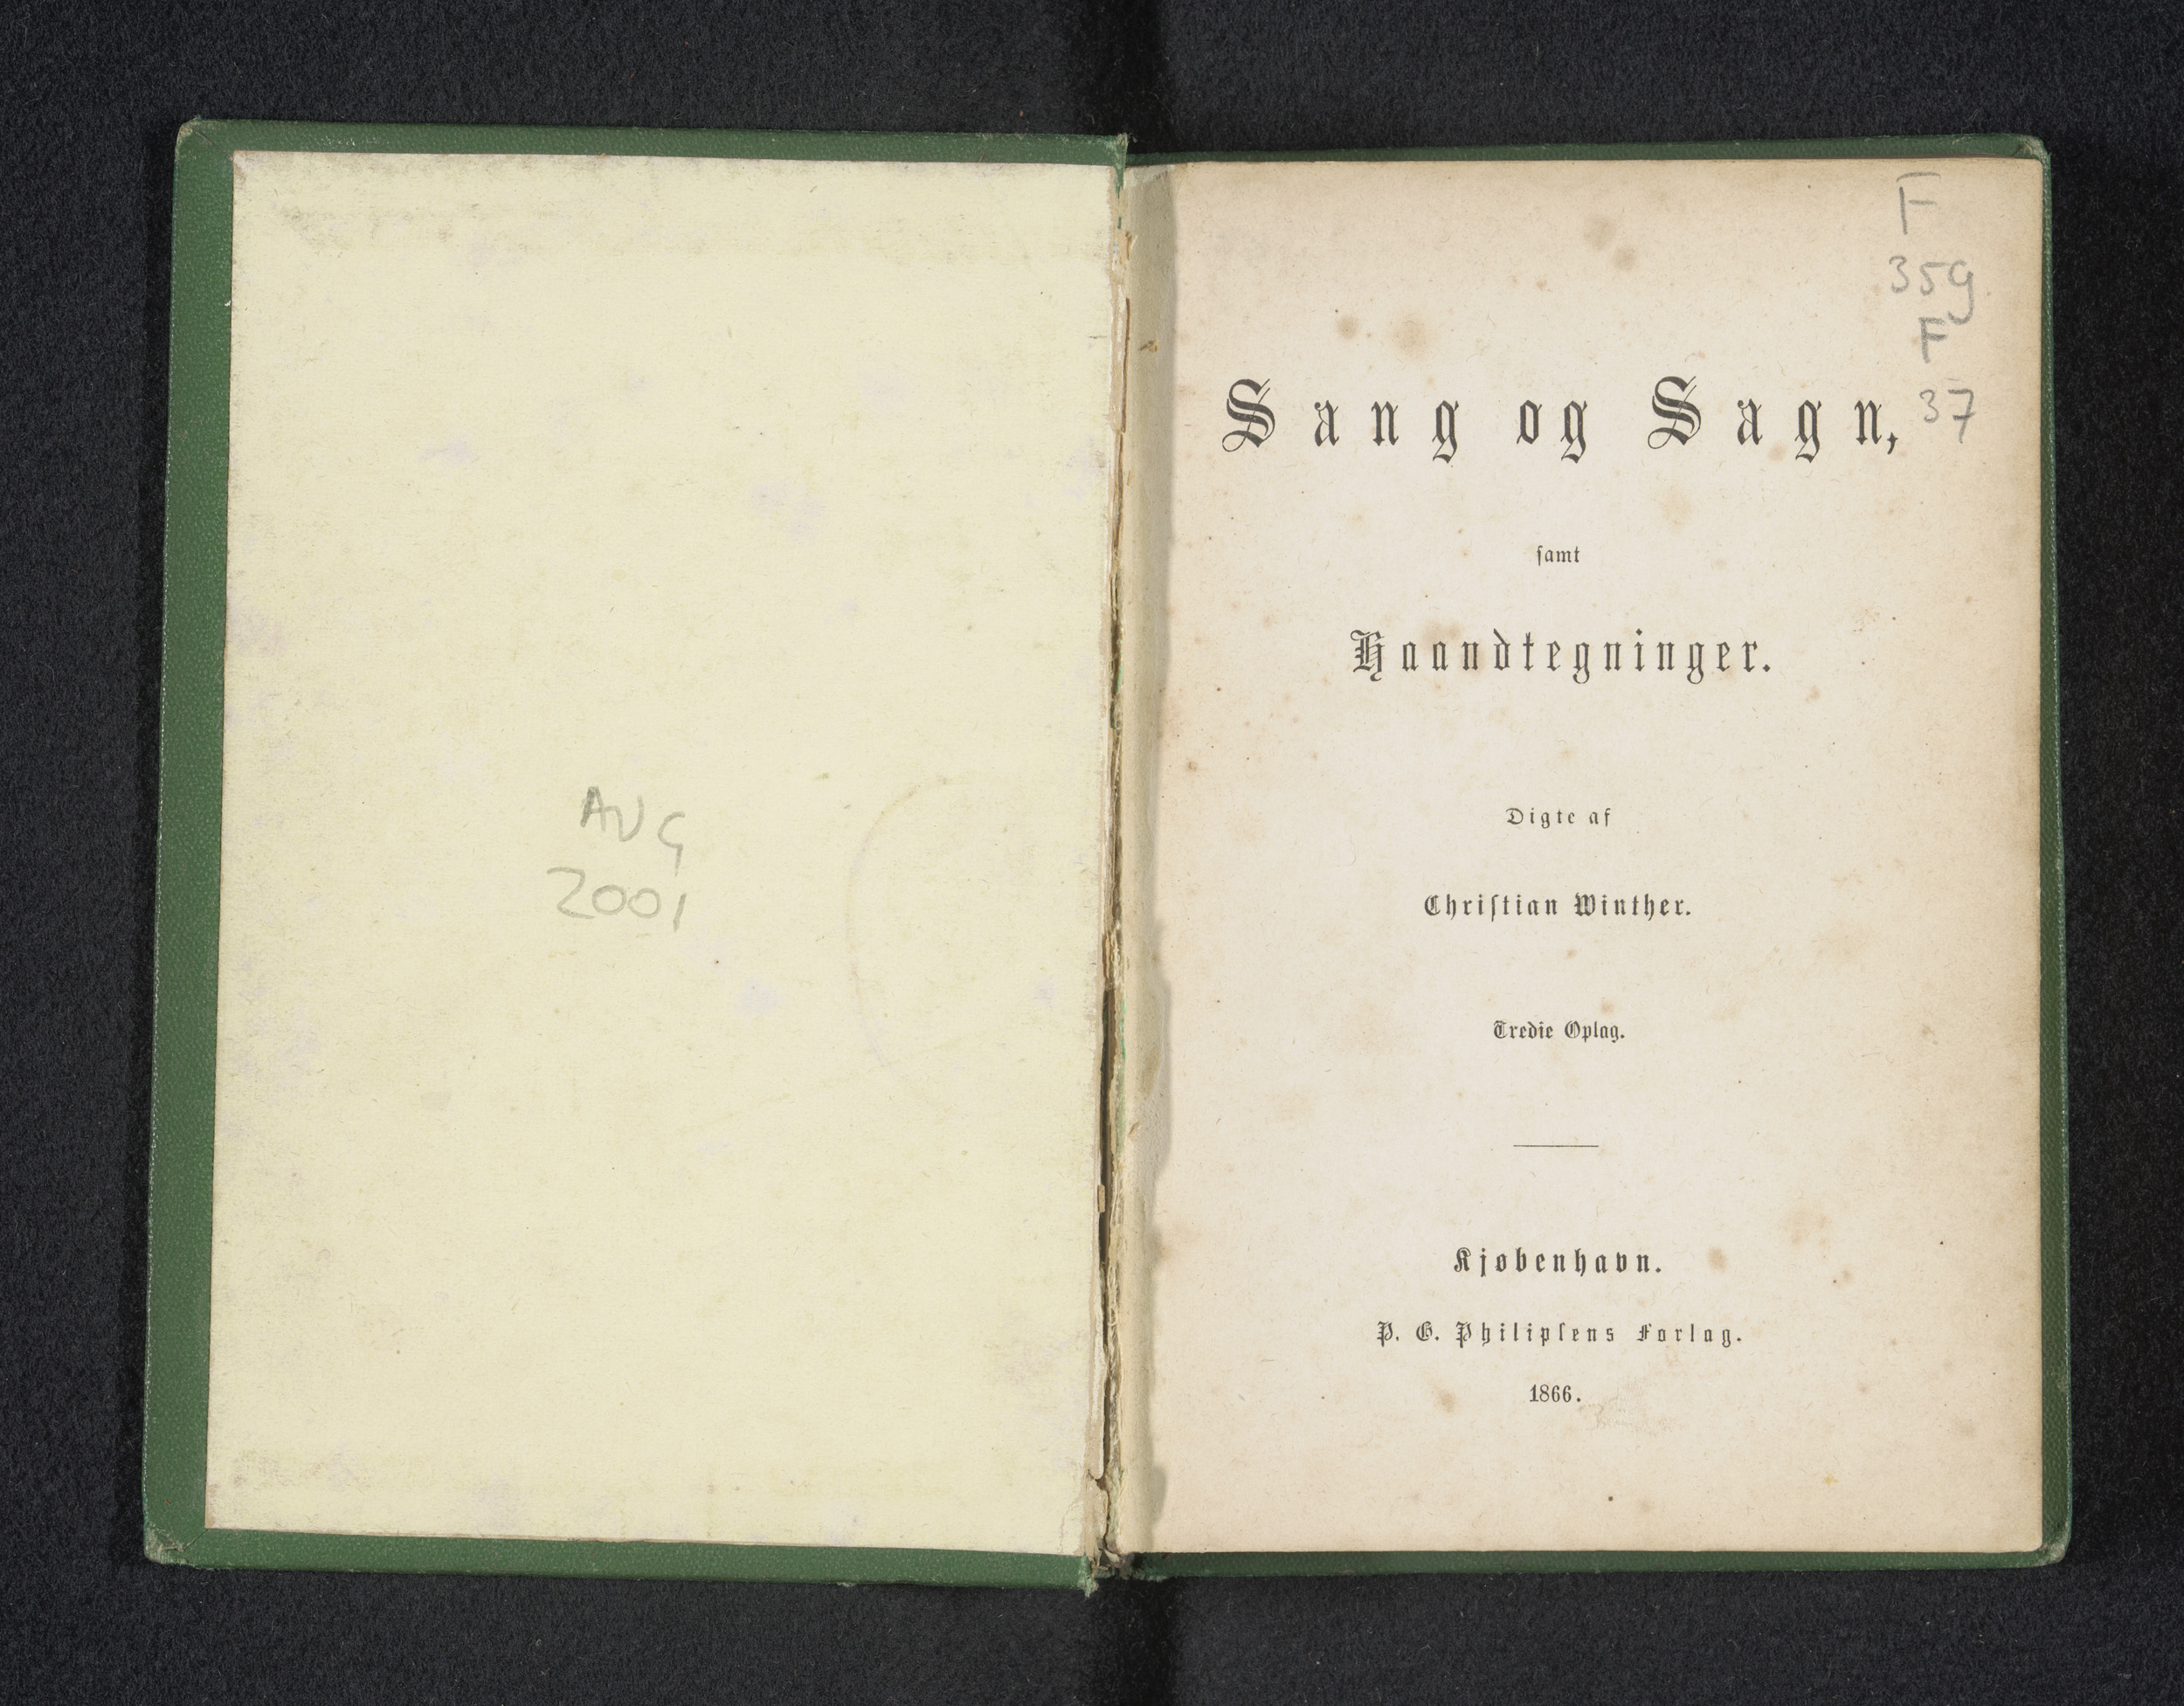 AUG
2001
F
359
F
37
Sang og Sagn,
ſamt
Haandtegninger.
Digte af
Chriſtian Winther.
Tredie Oplag.
Kjøbenhavn.
P. G. Philipſens Forlag.
1866.